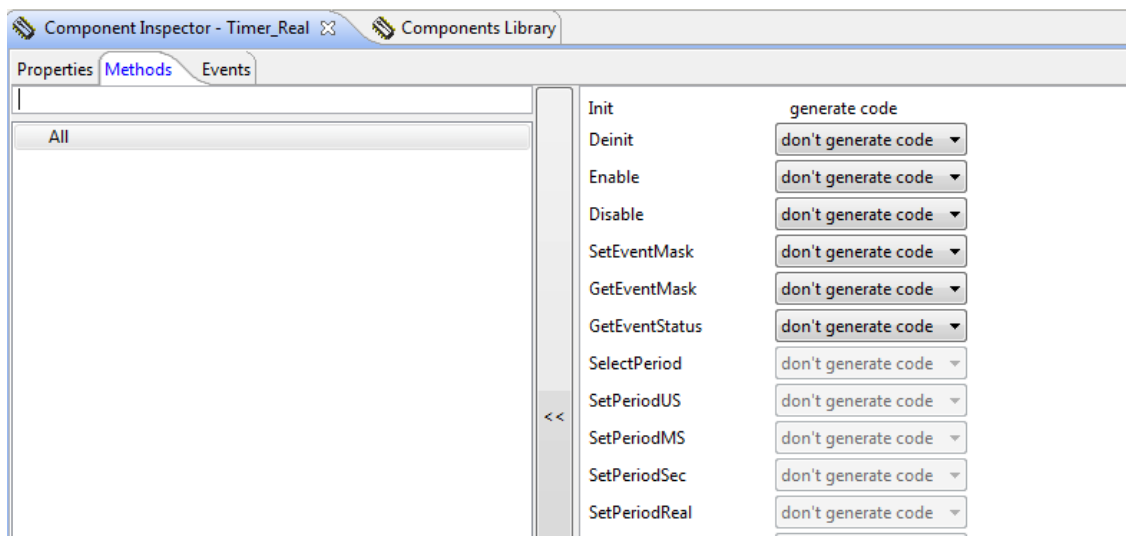 Component Inspector - Timer_Real Components Library
Properties Methods Events
All
Init generate code
Deinit don't generate code
Enable don't generate code
Disable don't generate code
SetEventMask don't generate code
GetEventMask don't generate code
GetEventStatus don't generate code
SelectPeriod don't generate code
SetPeriodUS don't generate code
<<
SetPeriodMS don't generate code
SetPeriodSec don't generate code
SetPeriodReal don't generate code